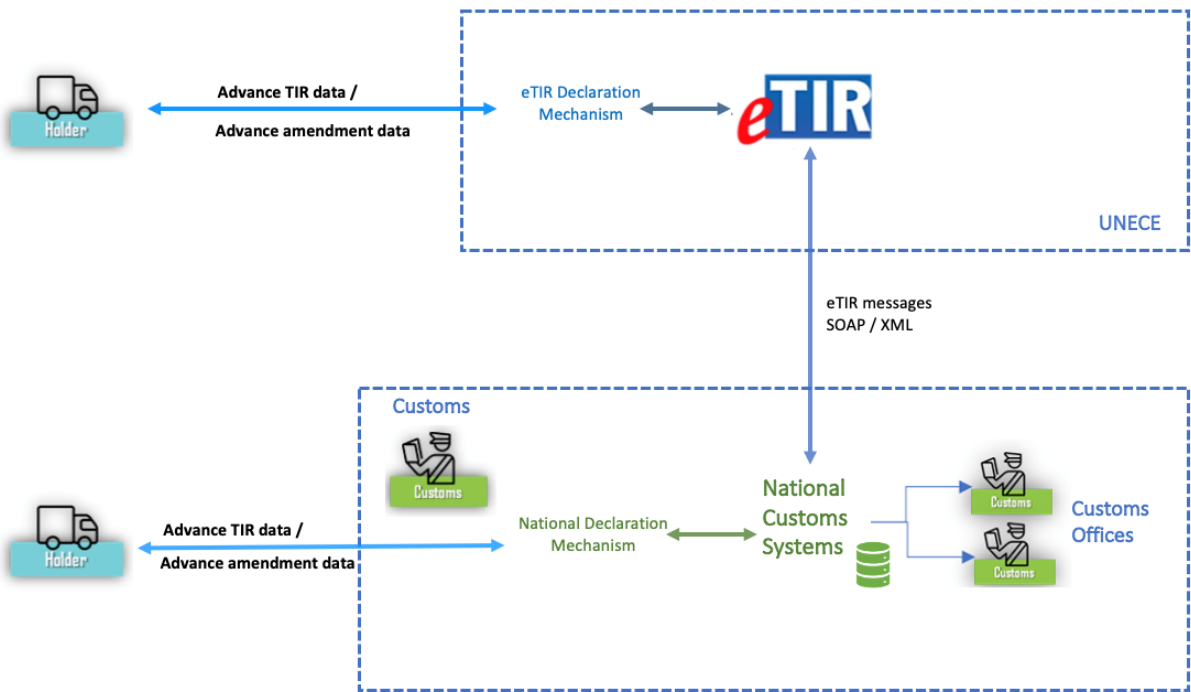 Holder
Advance TIR data /
Advance amendment data
eTIR Declaration
Mechanism
eTIR
UNECE
eTIR messages
SOAP / XML
Customs
Customs
Holder
Advance TIR data /
Advance amendment data
National Declaration
Mechanism
National
Customs
Systems
Customs
Customs
Customs
Offices